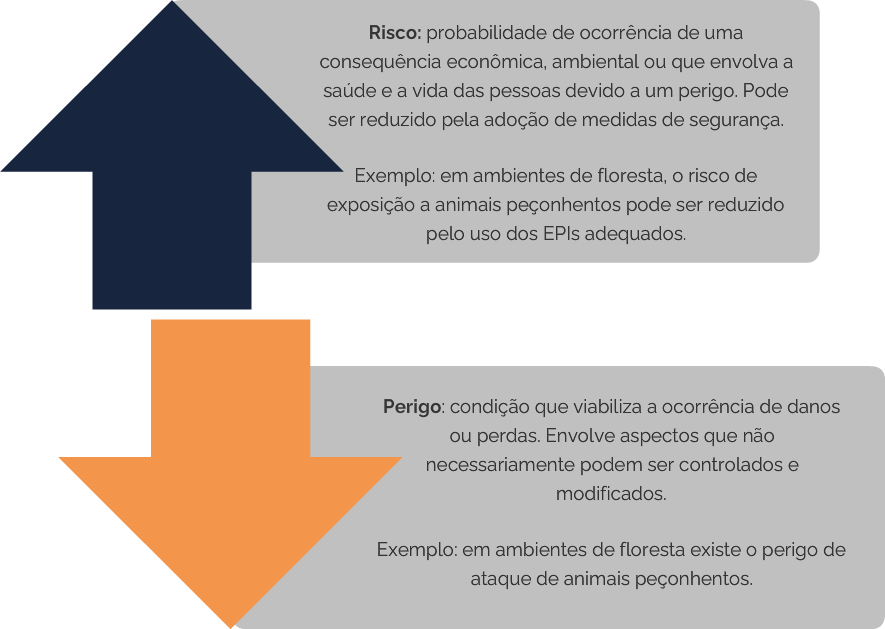 Risco: probabilidade de ocorrência de uma
consequência econômica, ambiental ou que envolva a
saúde e a vida das pessoas devido a um perigo. Pode
ser reduzido pela adoção de medidas de segurança.
Exemplo: em ambientes de floresta, o risco de
exposição a animais peçonhentos pode ser reduzido
pelo uso dos EPIs adequados.
Perigo: condição que viabiliza a ocorrência de danos
ou perdas. Envolve aspectos que não
necessariamente podem ser controlados e
modificados.
Exemplo: em ambientes de floresta existe o perigo de
ataque de animais peçonhentos.